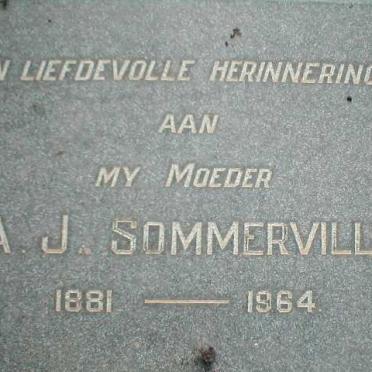 N LIEFDEVOLLE HERINNERING
AAN
MY MOEDER
A. J. SOMMERVILL
1881 — 1964